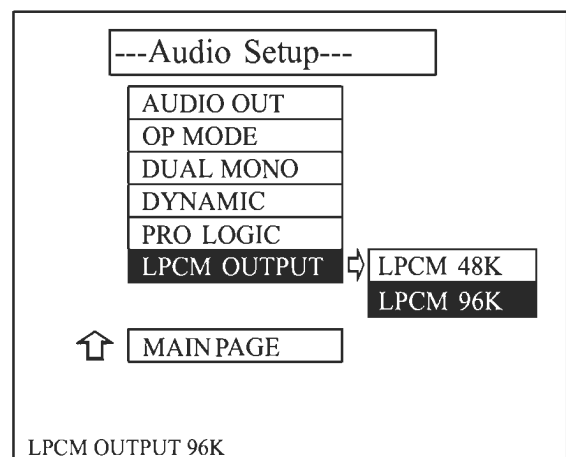 ---Audio Setup---
AUDIO OUT
OP MODE
DUAL MONO
DYNAMIC
PRO LOGIC
LPCM OUTPUT
LPCM 48K
LPCM 96K
MAIN PAGE
LPCM OUTPUT 96K